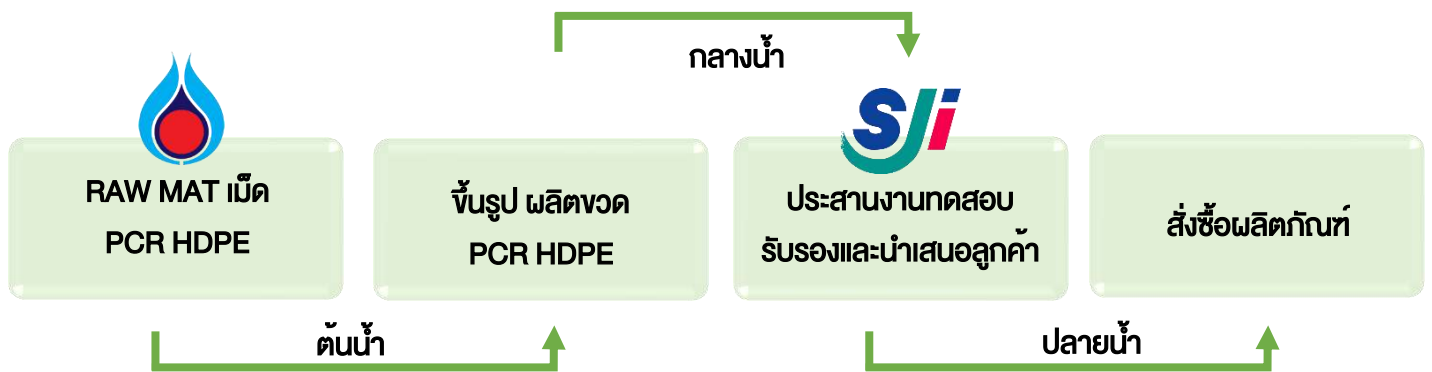 กลางน้ำ
SJi
RAW MAT เม็ด
PCR HDPE
ขึ้นรูป ผลิตขวด
PCR HDPE
ประสานงานทดสอบ
รับรองและนำเสนอลูกค้า
สั่งซื้อผลิตภัณฑ์
ต้นน้ำ
ปลายน้ำ